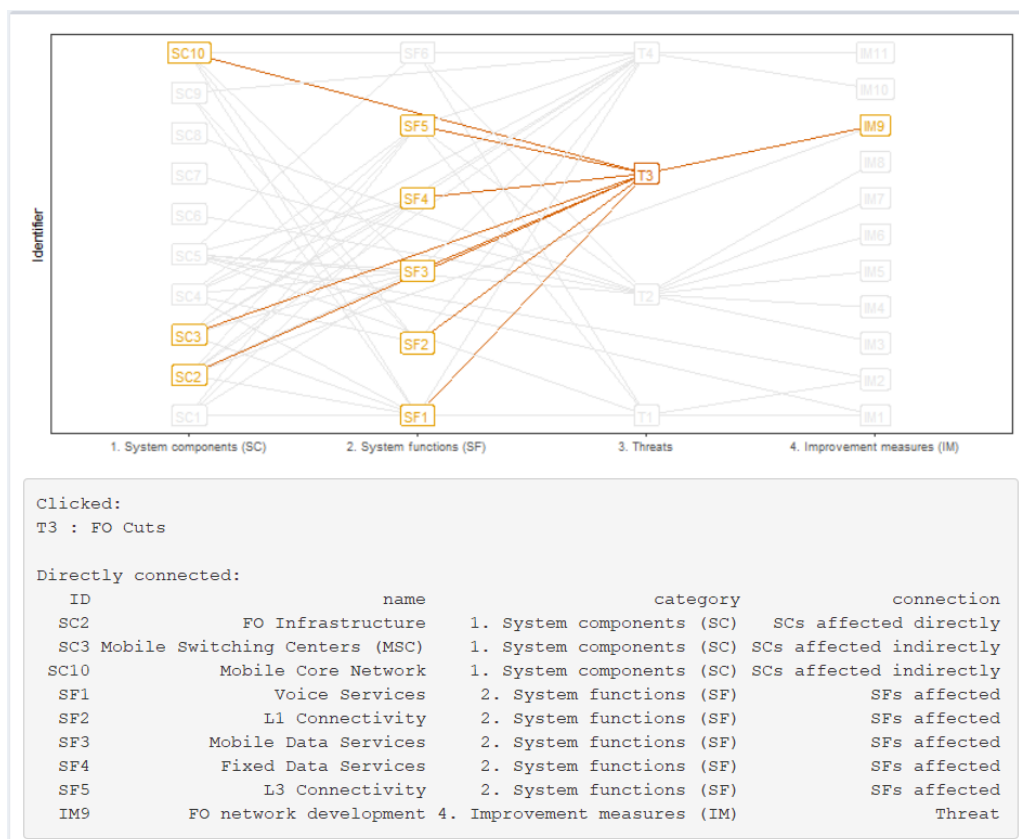 Identifier
SC10 SF6 T4 IM11
SC9 IM10
SC8 SF5 IM9
SC7 T3 IM8
SF4 IM7
SC6 IM6
SC5 SF3 IM5
SC4 T2 IM4
SC3 SF2 IM3
SC2 IM2
SC1 SF1 T1 IM1
1. System components (SC) 2. System functions (SF) 3. Threats 4. Improvement measures (IM)
Clicked:
T3 : FO Cuts
Directly connected:
ID name category connection
SC2 FO Infrastructure 1. System components (SC) SCs affected directly
SC3 Mobile Switching Centers (MSC) 1. System components (SC) SCs affected indirectly
SC10 Mobile Core Network 1. System components (SC) SCs affected indirectly
SF1 Voice Services 2. System functions (SF) SFs affected
SF2 L1 Connectivity 2. System functions (SF) SFs affected
SF3 Mobile Data Services 2. System functions (SF) SFs affected
SF4 Fixed Data Services 2. System functions (SF) SFs affected
SF5 L3 Connectivity 2. System functions (SF) SFs affected
IM9 FO network development 4. Improvement measures (IM) Threat